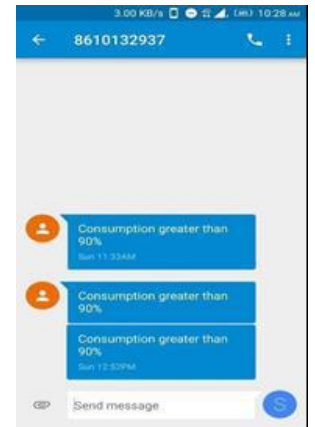 3.00 KB/s 10:28 AM
8610132937
Consumption greater than
90%
Sun 11:33AM
Consumption greater than
90%
Consumption greater than
90%
Sun 12:53PM
Send message
S